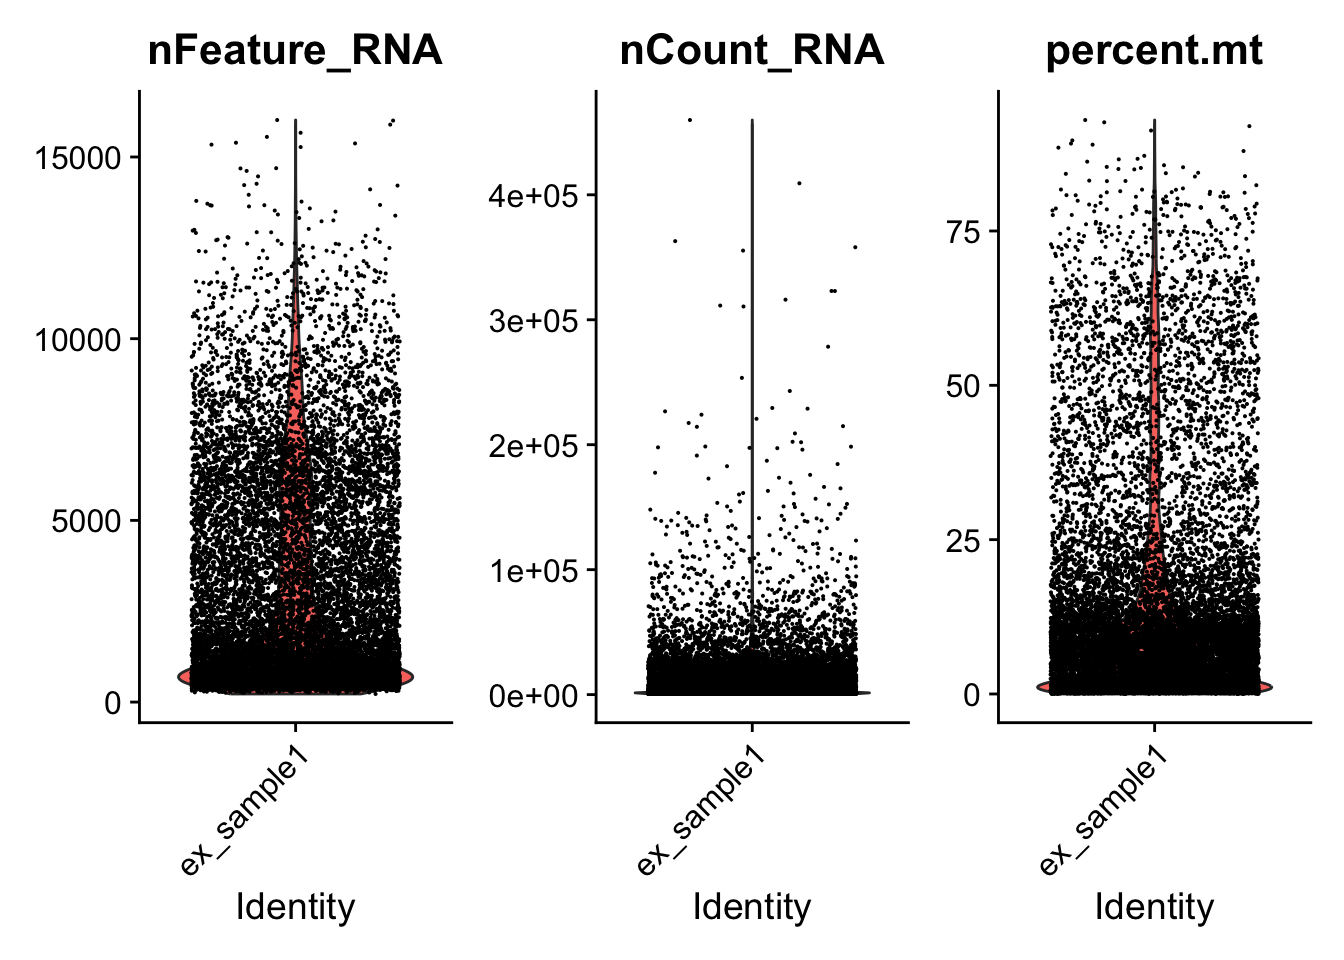 nFeature_RNA
15000
10000
5000
0
ex_sample1
Identity
nCount_RNA
4e+05
3e+05
2e+05
1e+05
0e+00
ex_sample1
Identity
percent.mt
75
50
25
0
ex_sample1
Identity